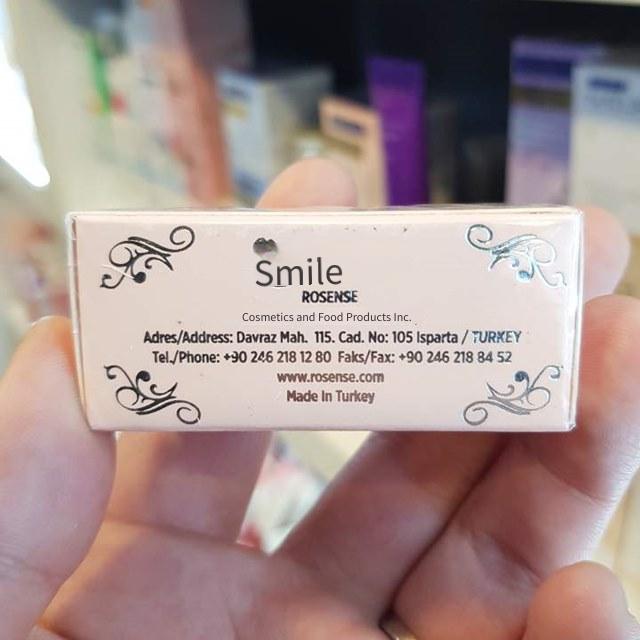 Smile
ROSENSE
Cosmetics and Food Products Inc.
Adres/Address: Davraz Mah. 115. Cad. No: 105 Isparta / TURKEY
Tel./Phone: +90 246 218 12 80 Faks/Fax: +90 246 218 84 52
www.rosense.com
Made In Turkey